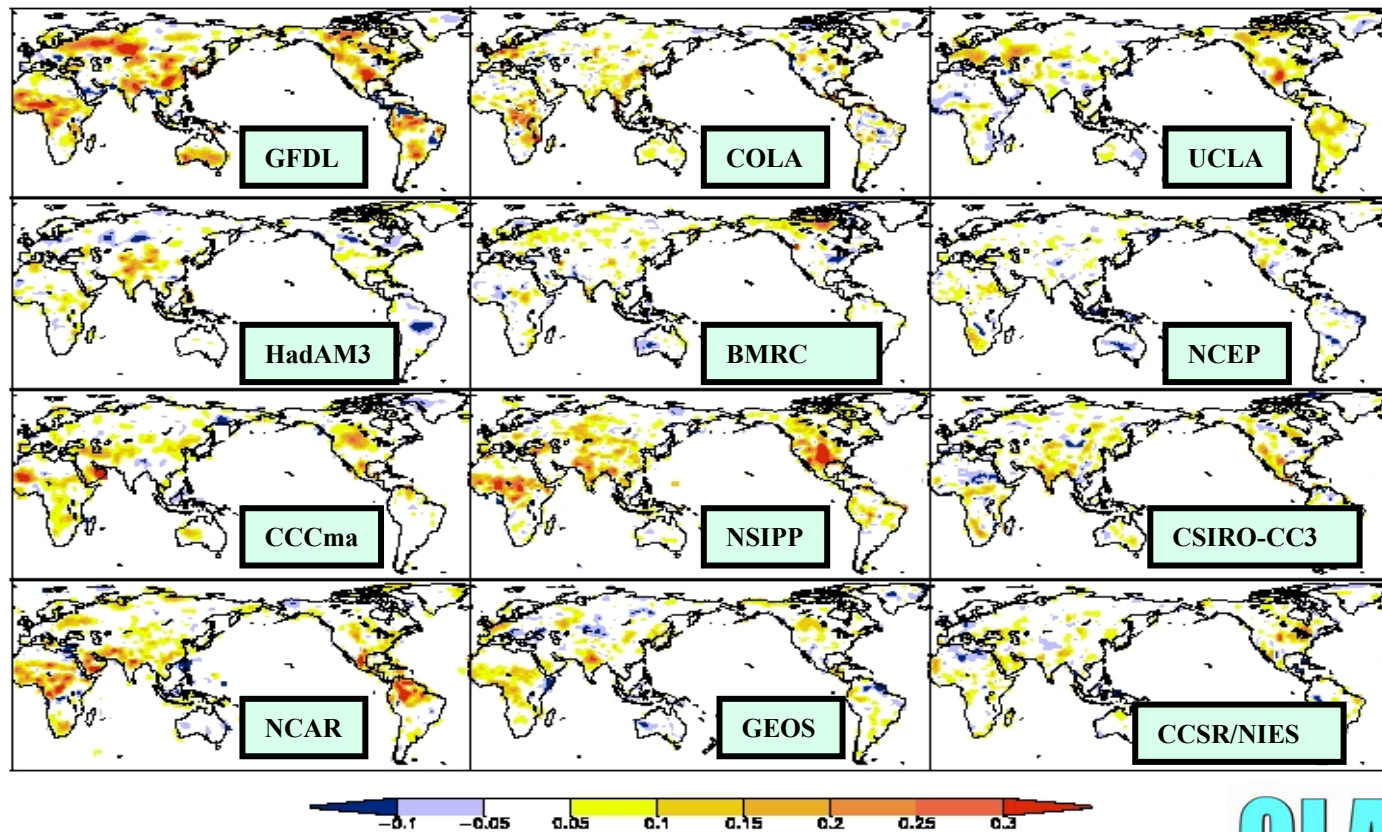 GFDL
COLA
UCLA
HadAM3
BMRC
NCEP
CCCma
NSIPP
CSIRO-CC3
NCAR
GEOS
CCSR/NIES
-0.1 -0.05 0.05 0.1 0.15 0.2 0.25 0.3